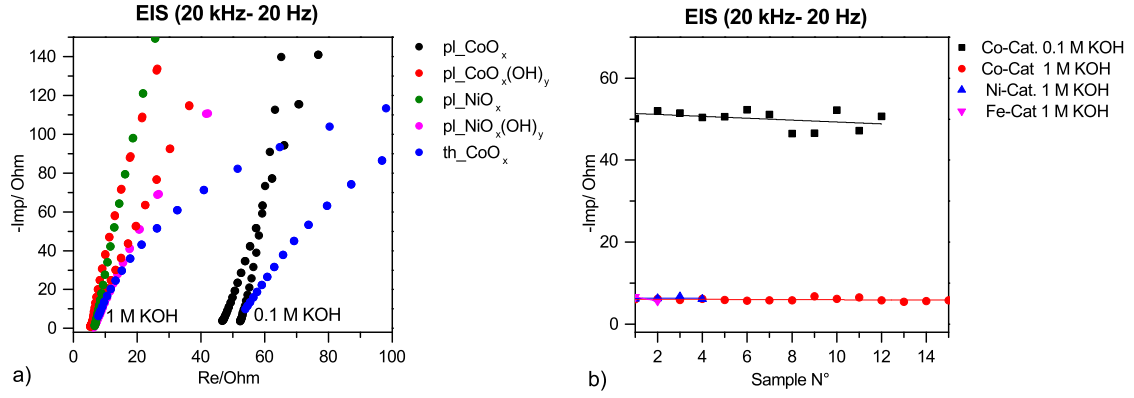 EIS (20 kHz- 20 Hz)
-Imp/ Ohm
140
120
100
80
60
40
20
0
0 20 40 60 80 100
Re/Ohm
1 M KOH
0.1 M KOH
pl_CoOx
pl_CoOx(OH)y
pl_NiOx
pl_NiOx(OH)y
th_CoOx
a)
EIS (20 kHz- 20 Hz)
-Imp/ Ohm
60
40
20
0
2 4 6 8 10 12 14
Sample N°
Co-Cat. 0.1 M KOH
Co-Cat 1 M KOH
Ni-Cat. 1 M KOH
Fe-Cat 1 M KOH
b)